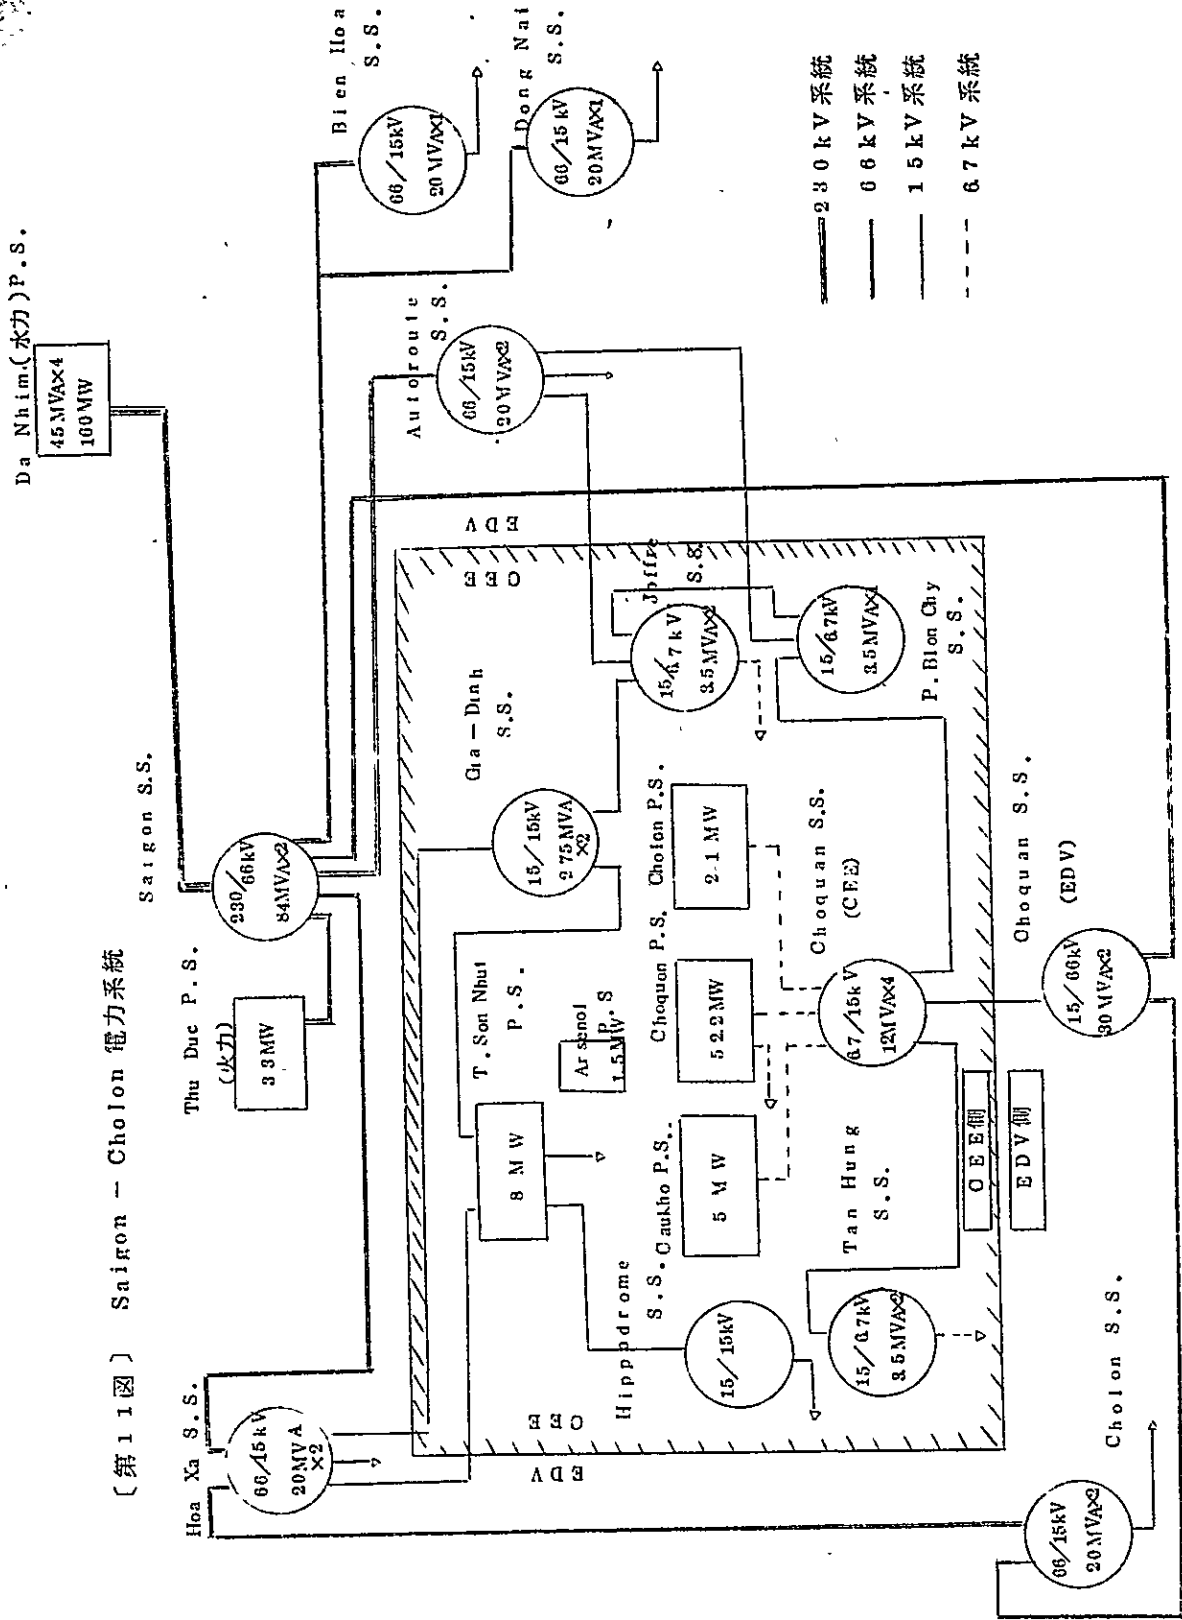 〔第11図〕 Saigon － Cholon 電力系統
Da Nhim(水力)P.S.
45MVA×4
160MW
Saigon S.S.
230/66kV
84MVA×2
Thu Duc P.S.
(火力)
33MW
Hoa Xa S.S.
66/15kV
20MVA
×2
Bien Hoa
S.S.
66/15kV
20MVA×1
Dong Nai
S.S.
66/15kV
20MVA×1
Autoroute
S.S.
66/15kV
20MVA×2
EDV
CEE
Gia－Dinh
S.S.
15/15kV
2.75MVA
×2
Joffre
S.S.
15/6.7kV
3.5MVA×2
15/6.7kV
3.5MVA×1
P. Blon Chy
S.S.
T. Son Nhut
P.S.
8 MW
Arsenol
P.S
1.5MW
Cholon P.S.
2.1 MW
Choquan P.S.
52.2MW
Caukho P.S.
5 MW
Choquan S.S.
(CEE)
6.7/15kV
12MVA×4
Hippodrome
S.S.
15/15kV
Tan Hung
S.S.
15/6.7kV
3.5MVA×2
CEE
EDV
CEE側
EDV側
Choquan S.S.
(EDV)
15/66kV
30MVA×2
Cholon S.S.
66/15kV
20MVA×2
230kV系統
66kV系統
15kV系統
6.7kV系統